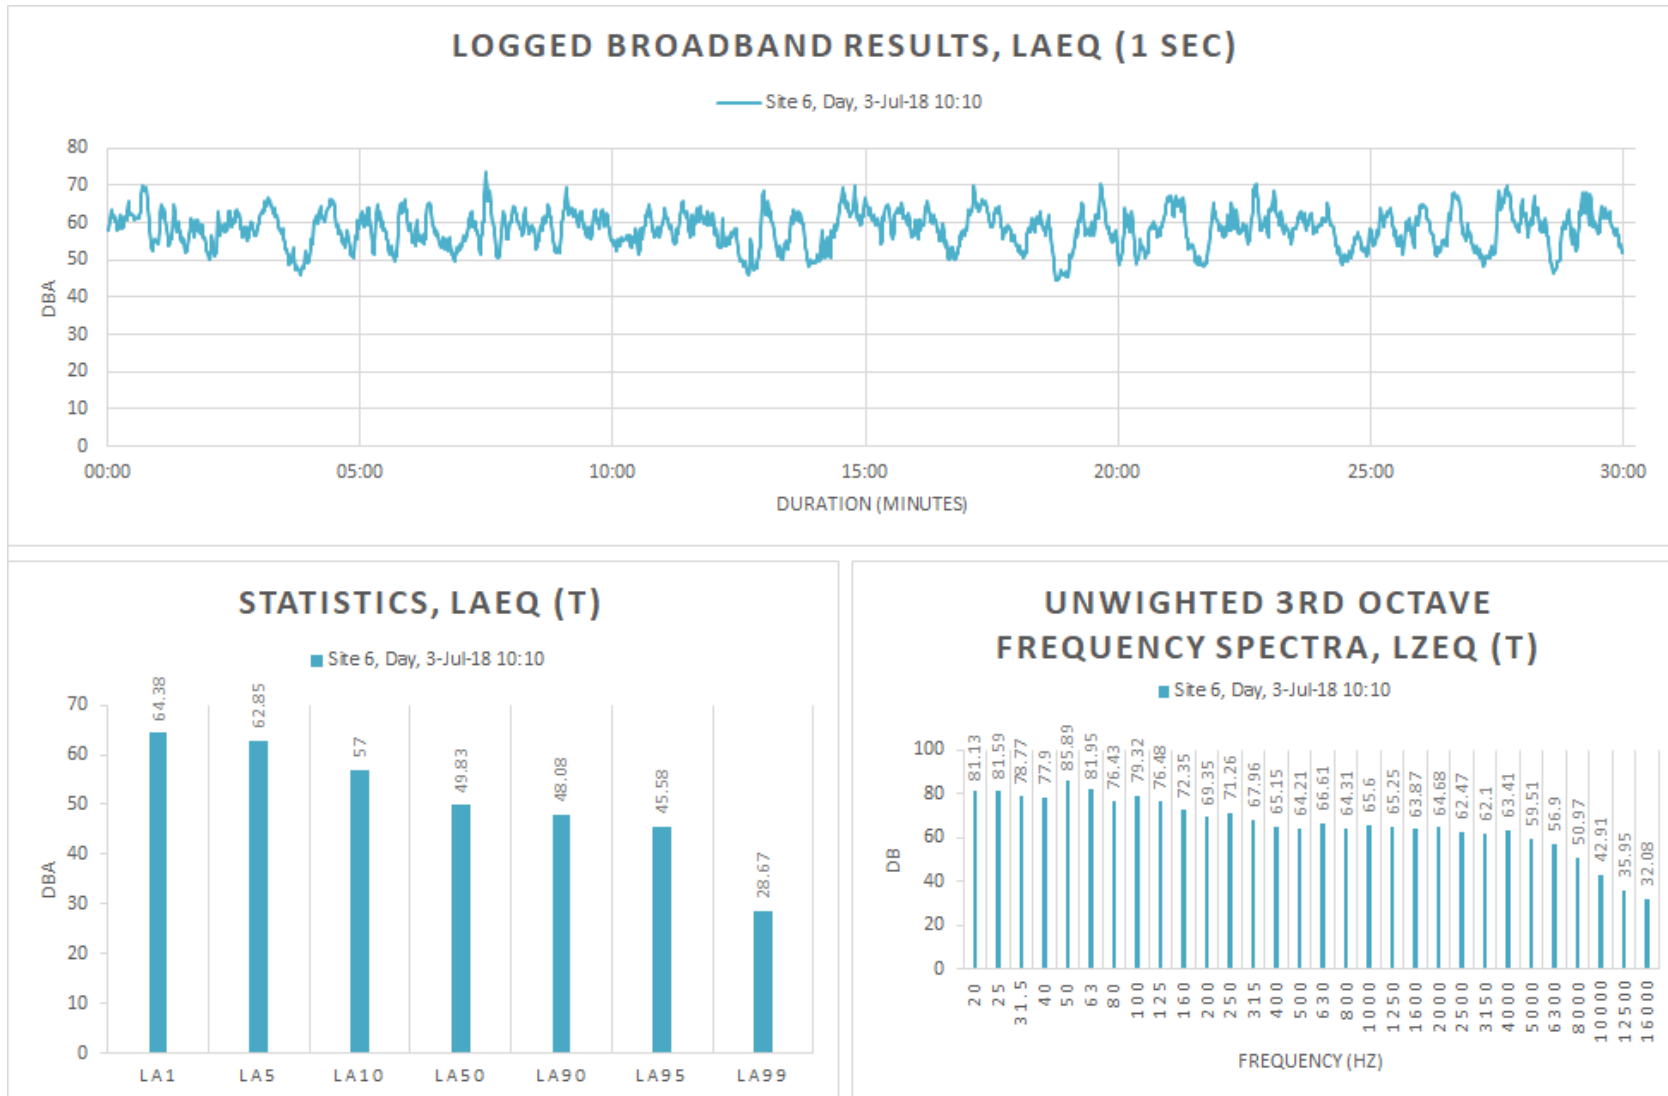 LOGGED BROADBAND RESULTS, LAEQ (1 SEC)
Site 6, Day, 3-Jul-18 10:10
80
70
60
50
40
30
20
10
0
DBA
00:00 05:00 10:00 15:00 20:00 25:00 30:00
DURATION (MINUTES)
STATISTICS, LAEQ (T)
Site 6, Day, 3-Jul-18 10:10
70
60
50
40
30
20
10
0
DBA
64.38 62.85 57 49.83 48.08 45.58 28.67
LA1 LA5 LA10 LA50 LA90 LA95 LA99
UNWIGHTED 3RD OCTAVE
FREQUENCY SPECTRA, LZEQ (T)
Site 6, Day, 3-Jul-18 10:10
100
80
60
40
20
0
DB
81.13 81.59 78.77 77.9 85.89 81.95 76.43 79.32 76.48 72.35 69.35 71.26 67.96 65.15 64.21 66.61 64.31 65.6 65.25 63.87 64.68 62.47 62.1 63.41 59.51 56.9 50.97 42.91 35.95 32.08
20 25 31.5 40 50 63 80 100 125 160 200 250 315 400 500 630 800 1000 1250 1600 2000 2500 3150 4000 5000 6300 8000 10000 12500 16000
FREQUENCY (HZ)